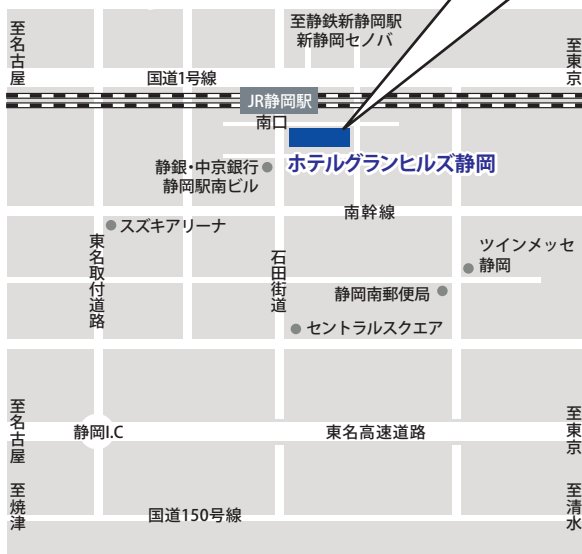 至静鉄新静岡駅
新静岡セノバ
至名古屋
至東京
国道1号線
JR静岡駅
南口
ホテルグランヒルズ静岡
静銀・中京銀行
静岡駅南ビル
南幹線
スズキアリーナ
東名取付道路
石田街道
ツインメッセ
静岡
静岡南郵便局
セントラルスクエア
至名古屋
静岡I.C
東名高速道路
至東京
至焼津
国道150号線
至清水